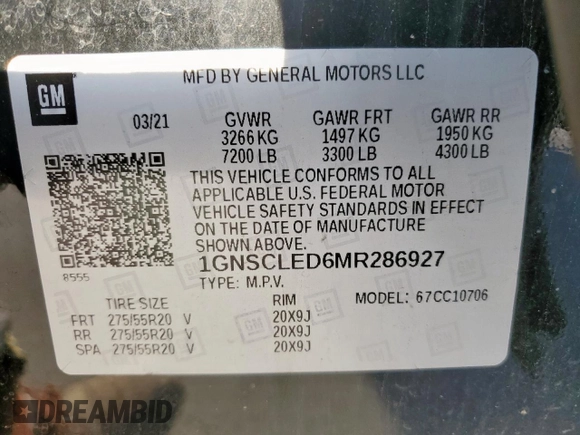 MFD BY GENERAL MOTORS LLC
GM
03/21 GVWR GAWR FRT GAWR RR
3266 KG 1497 KG 1950 KG
7200 LB 3300 LB 4300 LB
THIS VEHICLE CONFORMS TO ALL
APPLICABLE U.S. FEDERAL MOTOR
VEHICLE SAFETY STANDARDS IN EFFECT
ON THE DATE OF MANUFACTURE
SHOWN ABOVE.
8555
1GNSCLED6MR286927
TYPE: M.P.V.
MODEL: 67CC10706
TIRE SIZE RIM
FRT 275/55R20 V 20X9J
RR 275/55R20 V 20X9J
SPA 275/55R20 V 20X9J
DREAMBID